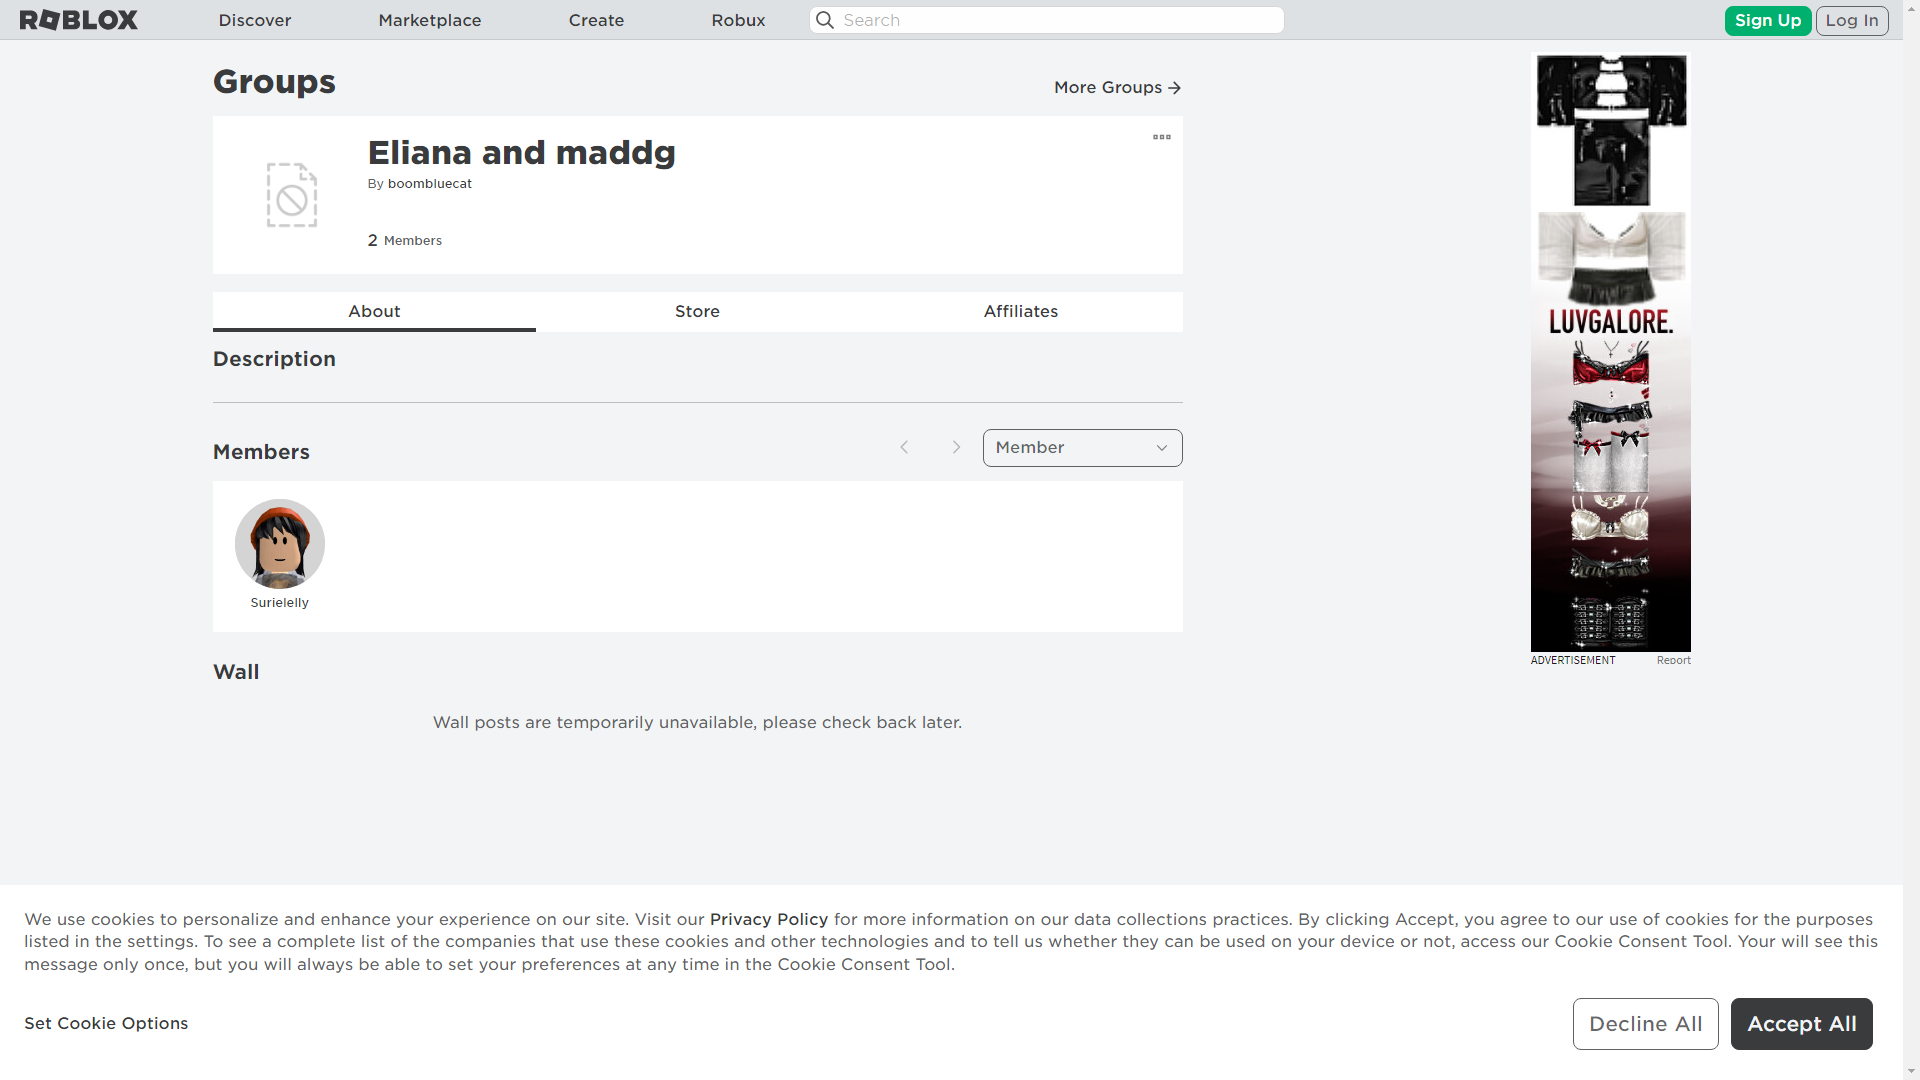 ROBLOX
Discover
Marketplace
Create
Robux
Search
Sign Up
Log In
Groups
More Groups
Eliana and maddg
By boombluecat
2 Members
About
Store
Affiliates
Description
Members
Member
Surielelly
Wall
Wall posts are temporarily unavailable, please check back later.
LUVGALORE.
ADVERTISEMENT
Report
We use cookies to personalize and enhance your experience on our site. Visit our Privacy Policy for more information on our data collections practices. By clicking Accept, you agree to our use of cookies for the purposes
listed in the settings. To see a complete list of the companies that use these cookies and other technologies and to tell us whether they can be used on your device or not, access our Cookie Consent Tool. Your will see this
message only once, but you will always be able to set your preferences at any time in the Cookie Consent Tool.
Set Cookie Options
Decline All
Accept All